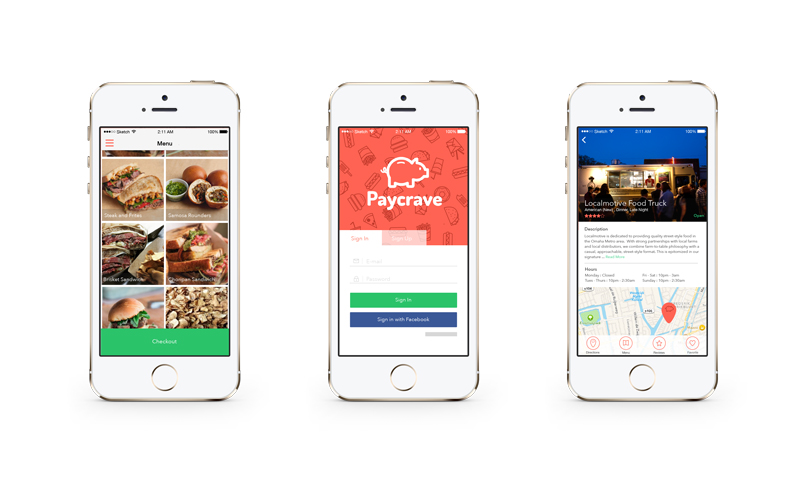 Sketch 2:11 AM 100%
Menu
Steak and Frites
Samosa Rounders
Brisket Sandwich
Checkout
Sketch 2:11 AM 100%
Paycrave
Sign In Sign Up
Email
Password
Sign In
Sign in with Facebook
Sketch 2:11 AM 100%
Localmotive Food Truck
American (New), Dinner, Late Night
Open
Description
Localmotive is dedicated to providing quality street style food in
the Omaha Metro area. With strong partnerships with local farms
and local distributors, we combine farm-to-table philosophy with a
casual, approachable, street style format. This is epitomized in our
signature ... Read More
Hours
Monday : Closed
Tues - Thurs : 10pm - 2:30am
Fri - Sat : 10pm - 3am
Sunday : 10pm - 2:30am
Directions
Menu
Reviews
Favorite